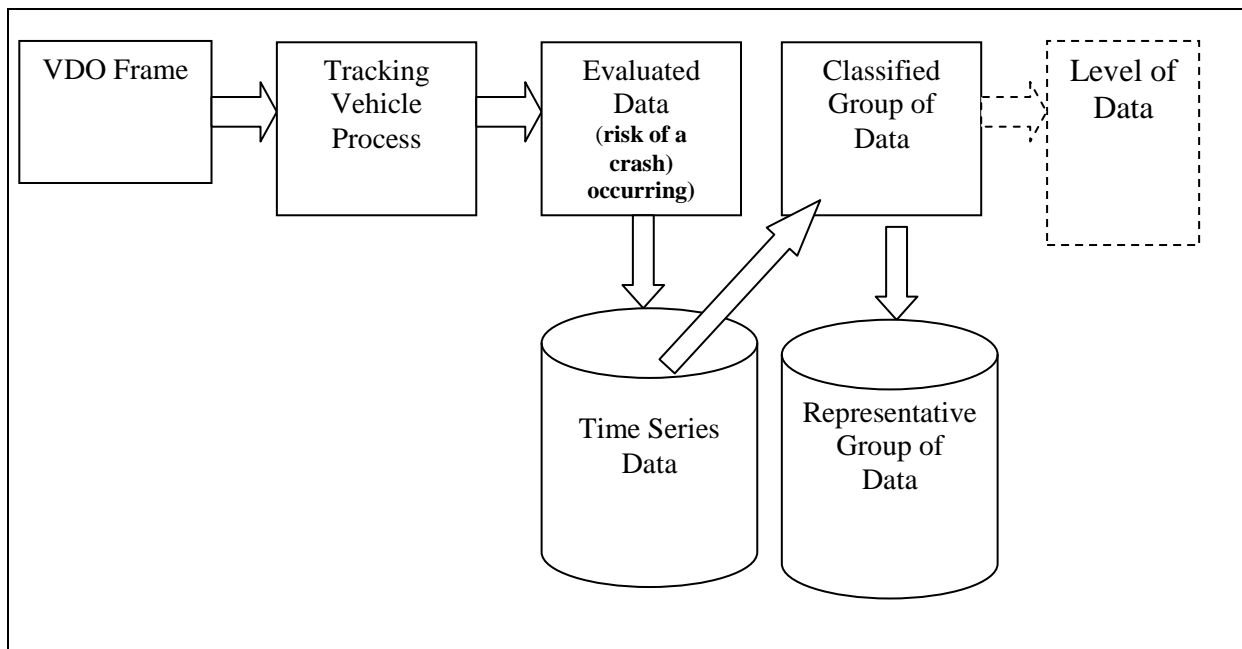 VDO Frame
Tracking
Vehicle
Process
Evaluated
Data
(risk of a
crash)
occurring)
Classified
Group of
Data
Level of
Data
Time Series
Data
Representative
Group of
Data